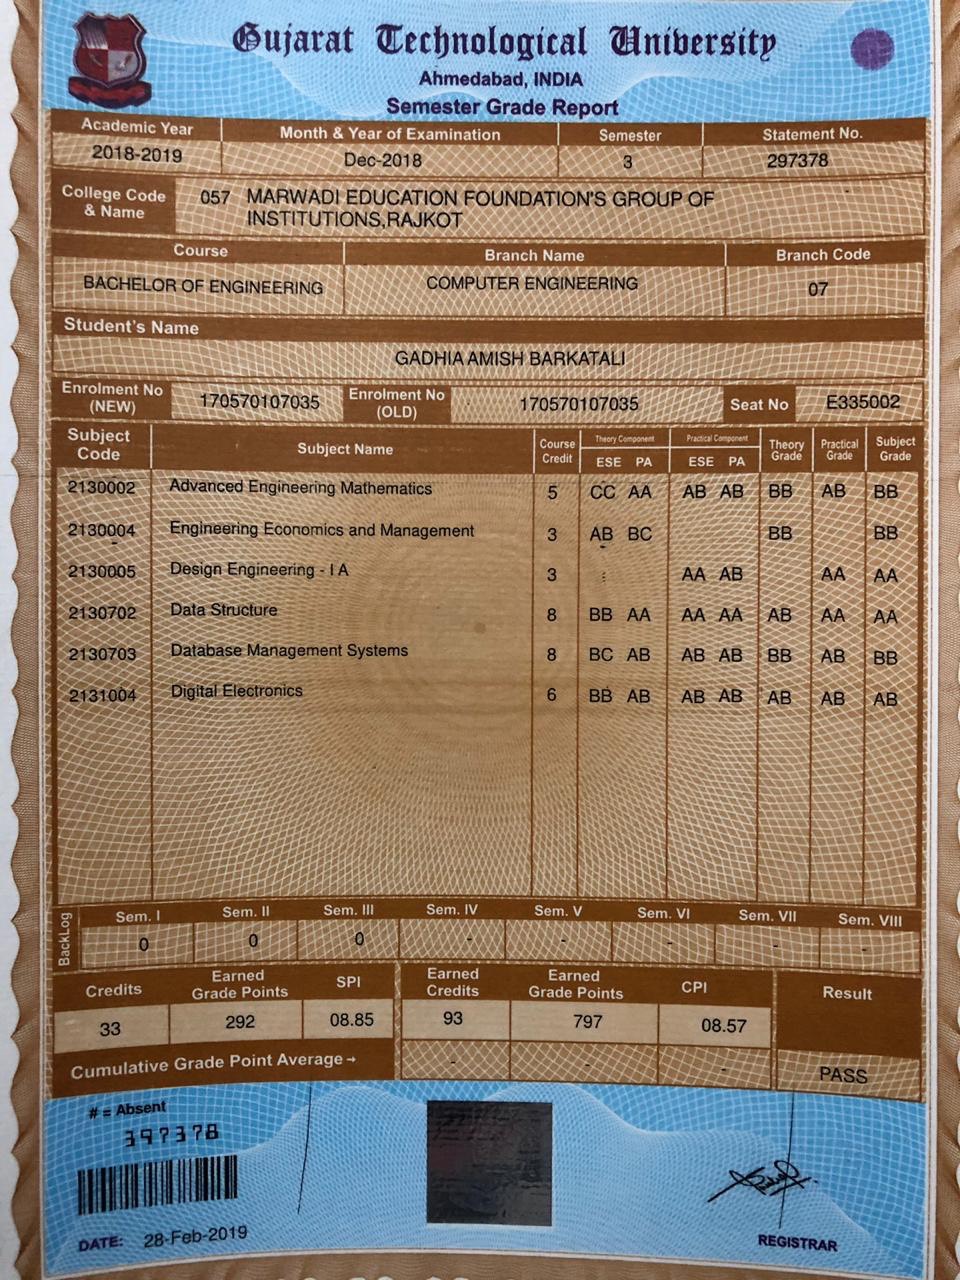 Gujarat Technological University
Ahmedabad, INDIA
Semester Grade Report
Academic Year Month & Year of Examination Semester Statement No.
2018-2019 Dec-2018 3 297378
College Code & Name 057 MARWADI EDUCATION FOUNDATION'S GROUP OF
INSTITUTIONS,RAJKOT
Course Branch Name Branch Code
BACHELOR OF ENGINEERING COMPUTER ENGINEERING 07
Student's Name
GADHIA AMISH BARKATALI
Enrolment No (NEW) 170570107035 Enrolment No (OLD) 170570107035 Seat No E335002
Subject Code Subject Name Course Credit Theory Component Practical Component Theory Grade Practical Grade Subject Grade
ESE PA ESE PA
2130002 Advanced Engineering Mathematics 5 CC AA AB AB BB AB BB
2130004 Engineering Economics and Management 3 AB BC BB BB
2130005 Design Engineering - I A 3 AA AB AA AA
2130702 Data Structure 8 BB AA AA AA AB AA AA
2130703 Database Management Systems 8 BC AB AB AB BB AB BB
2131004 Digital Electronics 6 BB AB AB AB AB AB AB
BackLog Sem. I Sem. II Sem. III Sem. IV Sem. V Sem. VI Sem. VII Sem. VIII
0 0 0 - - - - -
Credits Earned Grade Points SPI Earned Credits Earned Grade Points CPI Result
33 292 08.85 93 797 08.57
Cumulative Grade Point Average→ - - - PASS
# = Absent
397378
DATE: 28-Feb-2019 REGISTRAR